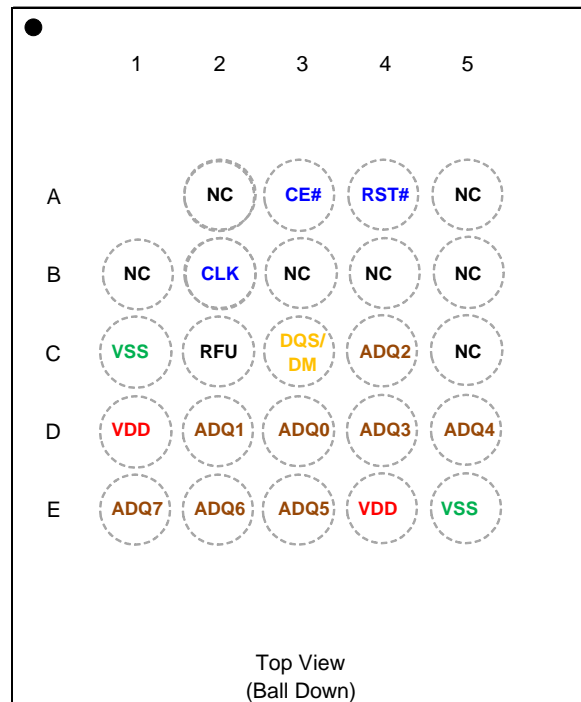 1 2 3 4 5
A NC CE# RST# NC
B NC CLK NC NC NC
C VSS RFU DQS/ DM ADQ2 NC
D VDD ADQ1 ADQ0 ADQ3 ADQ4
E ADQ7 ADQ6 ADQ5 VDD VSS
Top View
(Ball Down)